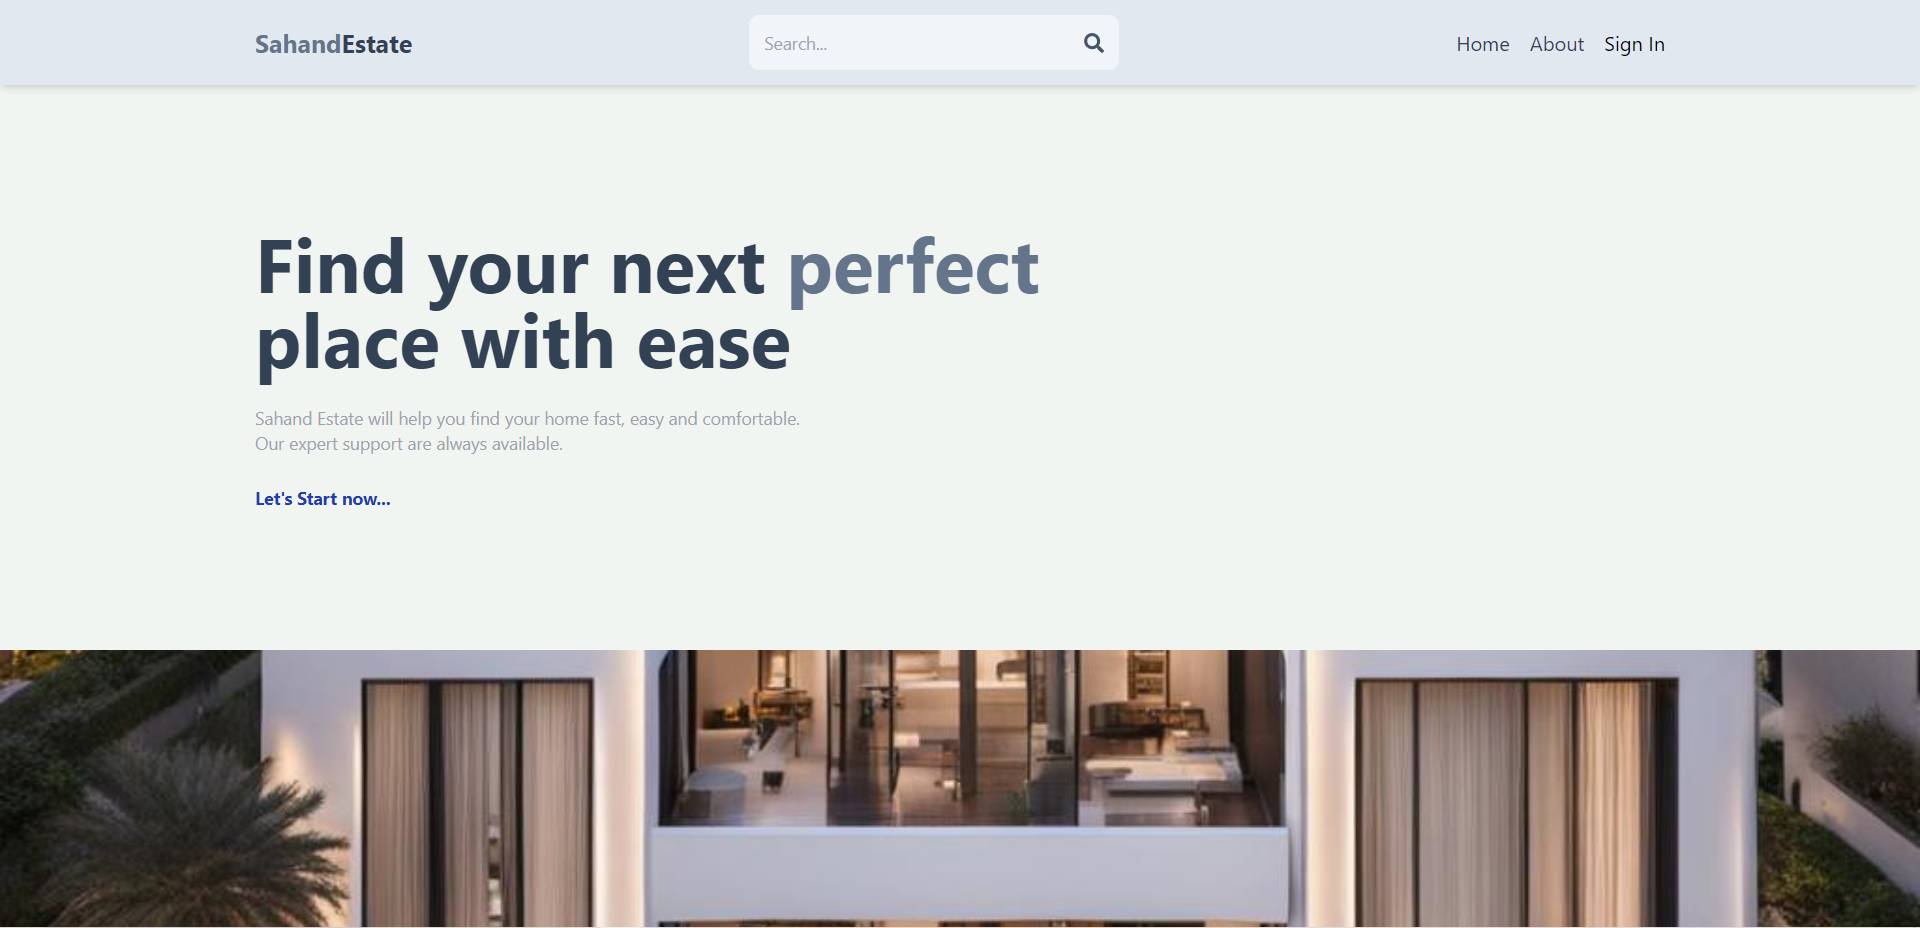 SahandEstate
Search...
Home
About
Sign In
Find your next perfect
place with ease
Sahand Estate will help you find your home fast, easy and comfortable.
Our expert support are always available.
Let's Start now...